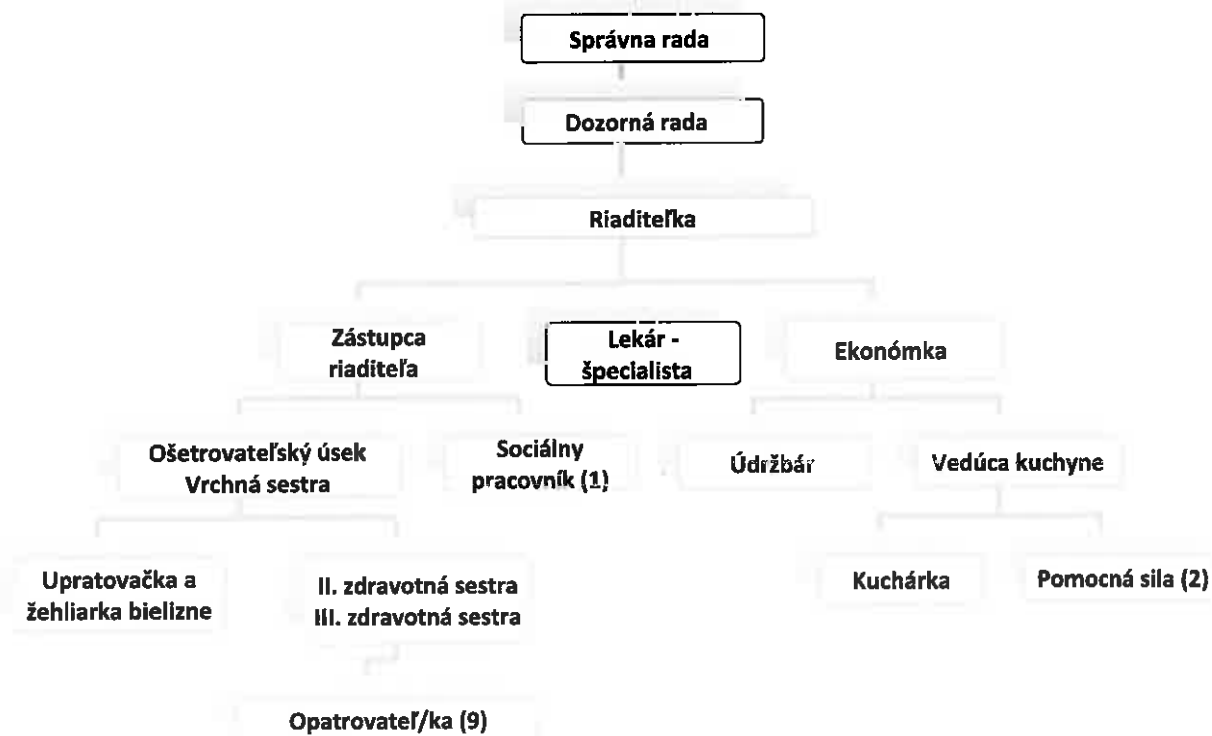 Správna rada
Dozorná rada
Riaditeľka
Zástupca
riaditeľa
Lekár -
špecialista
Ekonómka
Ošetrovateľský úsek
Vrchná sestra
Sociálny
pracovník (1)
Údržbár
Vedúca kuchyne
Upratovačka a
žehliarka bielizne
II. zdravotná sestra
III. zdravotná sestra
Kuchárka
Pomocná sila (2)
Opatrovateľ/ka (9)